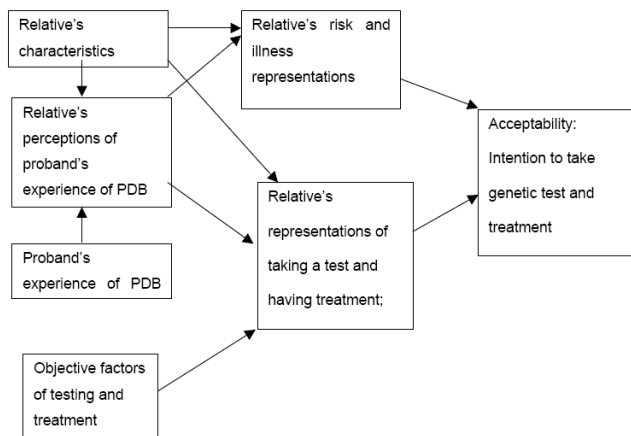 Relative's
characteristics
Relative's risk and
illness
representations
Relative's
perceptions of
proband's
experience of PDB
Acceptability:
Intention to take
genetic test and
treatment
Relative's
representations of
taking a test and
having treatment;
Proband's
experience of PDB
Objective factors
of testing and
treatment